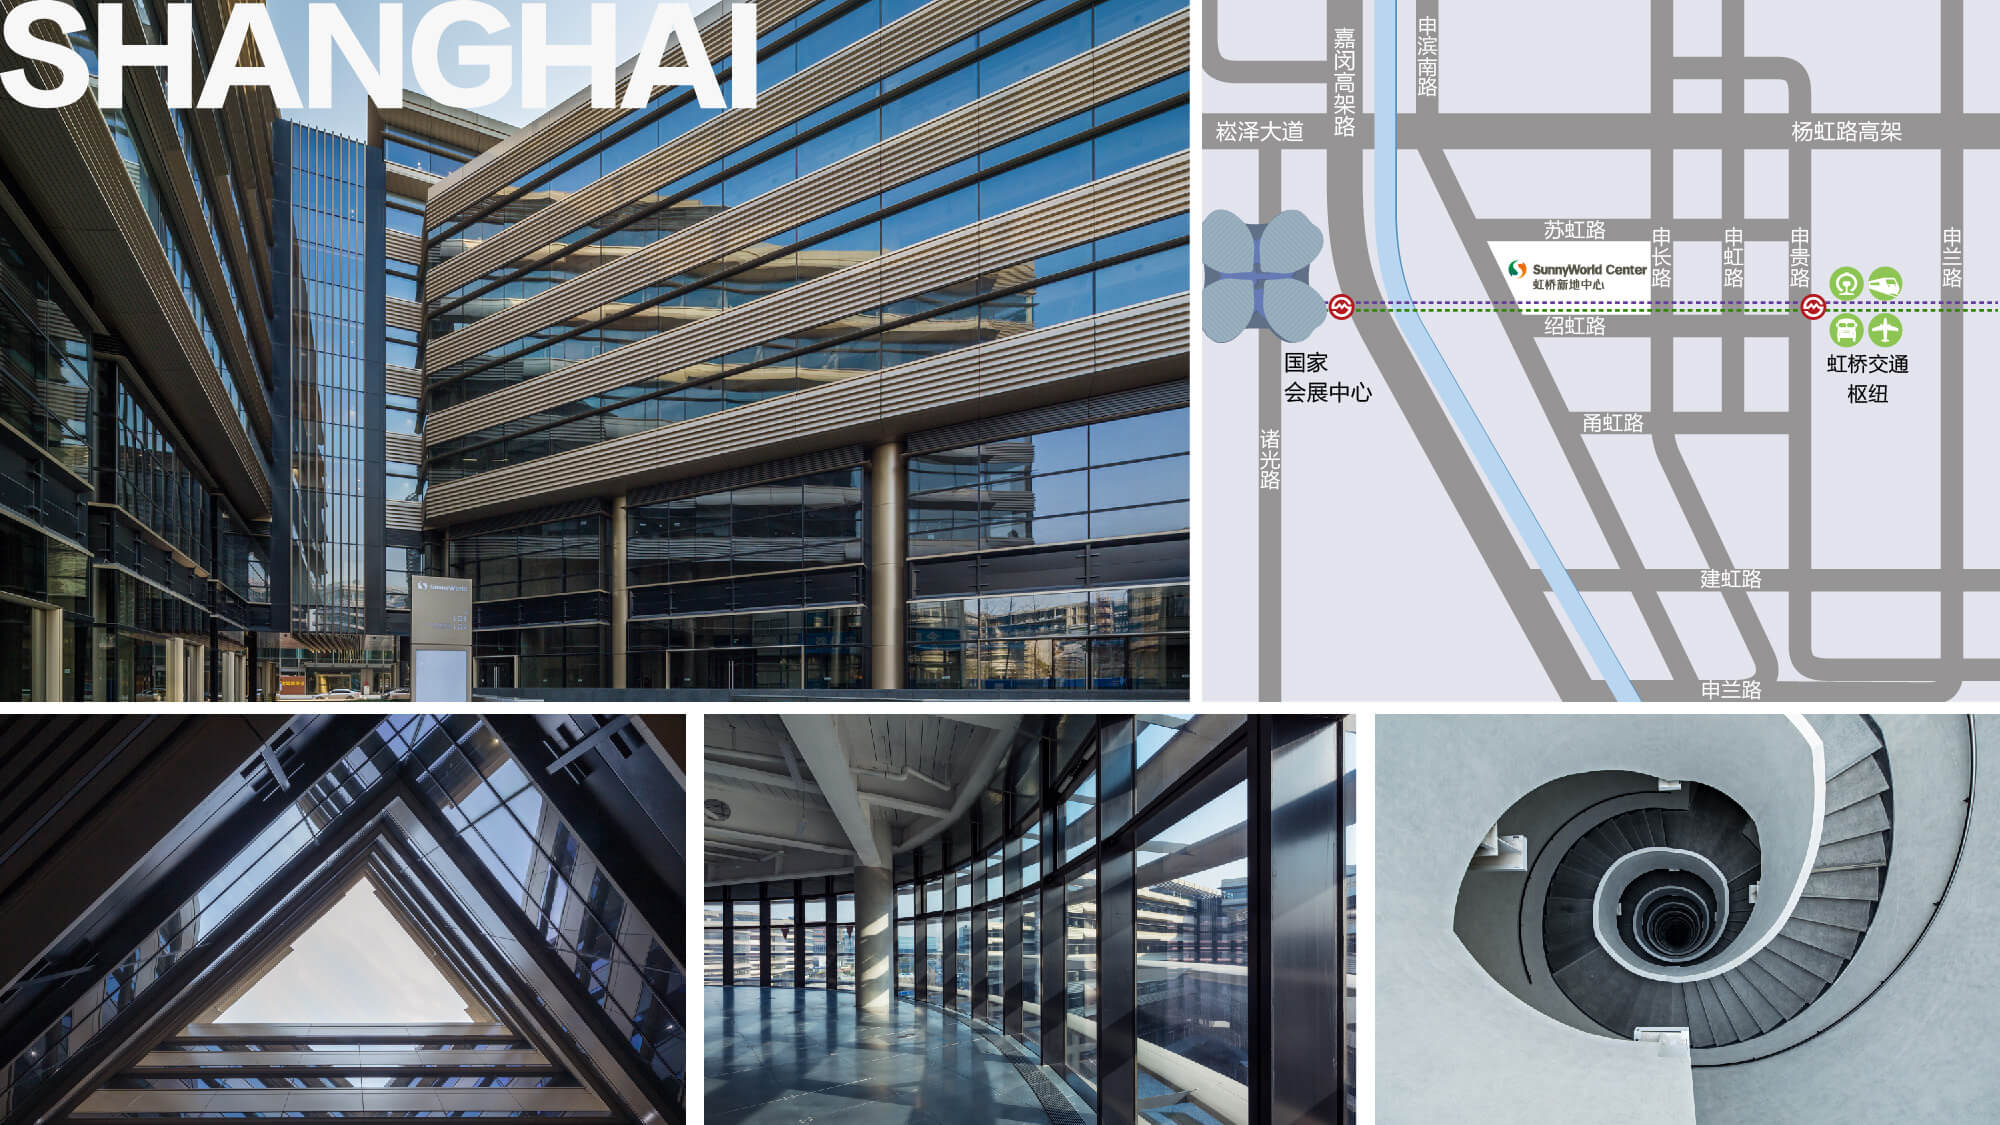 SHANGHAI
SunnyWorld
嘉闵高架路
申滨南路
崧泽大道
杨虹路高架
苏虹路
申长路
申虹路
申贵路
申兰路
SunnyWorld Center
虹桥新地中心
绍虹路
国家
会展中心
虹桥交通
枢纽
甬虹路
诸光路
建虹路
申兰路